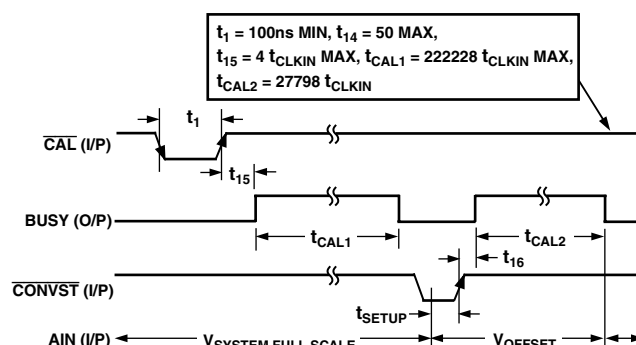 t1 = 100ns MIN, t14 = 50 MAX,
t15 = 4 tCLKIN MAX, tCAL1 = 222228 tCLKIN MAX,
tCAL2 = 27798 tCLKIN
t1
CAL (I/P)
t15
BUSY (O/P)
tCAL1
tCAL2
t16
CONVST (I/P)
tSETUP
AIN (I/P)
VSYSTEM FULL SCALE
VOFFSET